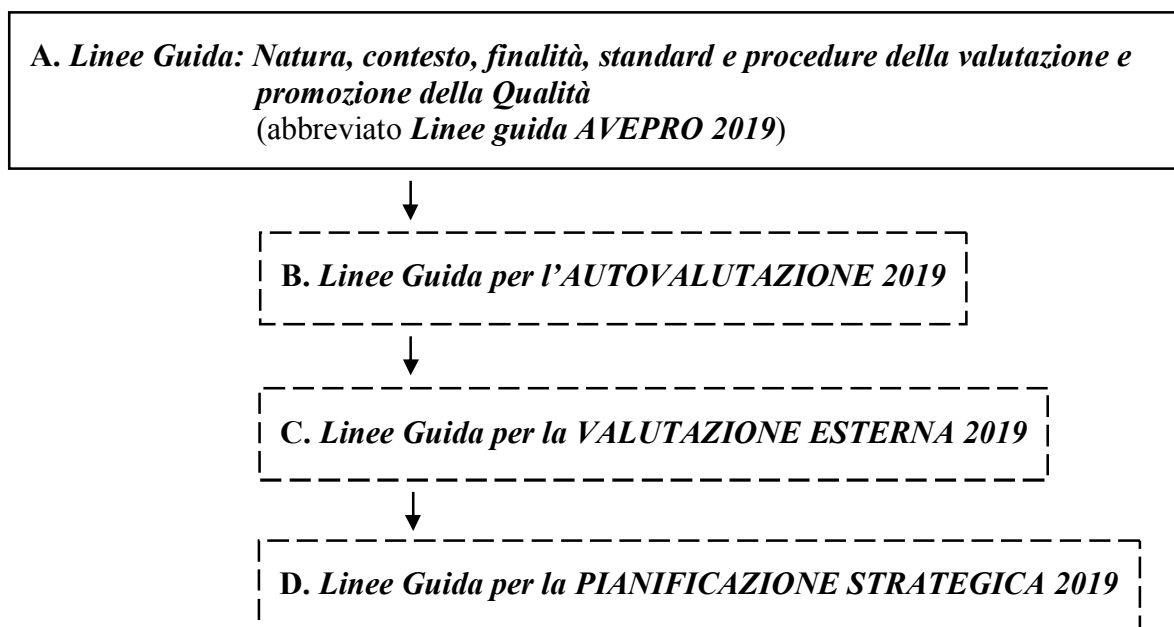 A. Linee Guida: Natura, contesto, finalità, standard e procedure della valutazione e
promozione della Qualità
(abbreviato Linee guida AVEPRO 2019)
B. Linee Guida per l’AUTOVALUTAZIONE 2019
C. Linee Guida per la VALUTAZIONE ESTERNA 2019
D. Linee Guida per la PIANIFICAZIONE STRATEGICA 2019